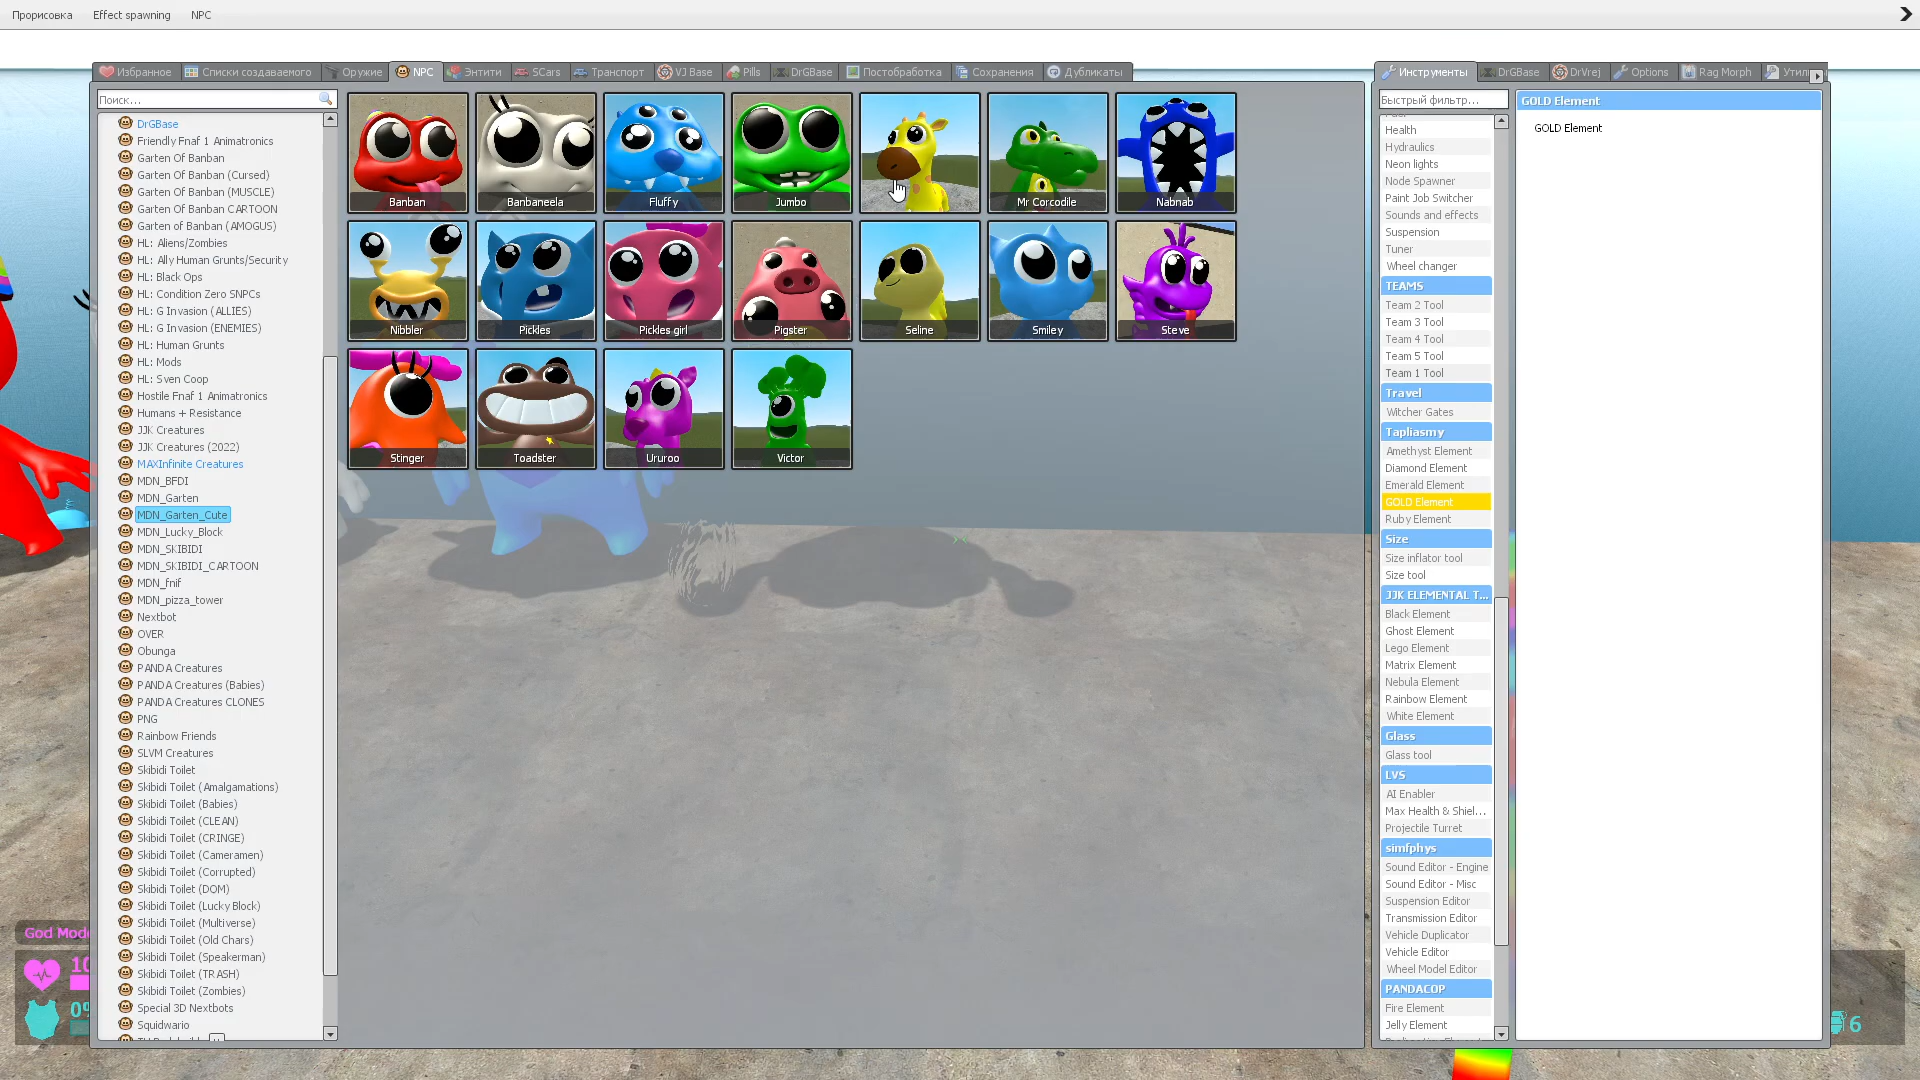 Прорисовка Effect spawning NPC
Избранное Списки создаваемого Оружие NPC Энтити SCars Транспорт VJ Base Pills DrGBase Постобработка Сохранения Дубликаты
Поиск...
DrGBase
Friendly Fnaf 1 Animatronics
Garten Of Banban
Garten Of Banban (Cursed)
Garten Of Banban (MUSCLE)
Garten Of Banban CARTOON
Garten of Banban (AMOGUS)
HL: Aliens/Zombies
HL: Ally Human Grunts/Security
HL: Black Ops
HL: Condition Zero SNPCs
HL: G Invasion (ALLIES)
HL: G Invasion (ENEMIES)
HL: Human Grunts
HL: Mods
HL: Sven Coop
Hostile Fnaf 1 Animatronics
Humans + Resistance
JJK Creatures
JJK Creatures (2022)
MAXInfinite Creatures
MDN_BFDI
MDN_Garten
MDN_Garten_Cute
MDN_Lucky_Block
MDN_SKIBIDI
MDN_SKIBIDI_CARTOON
MDN_fnif
MDN_pizza_tower
Nextbot
OVER
Obunga
PANDA Creatures
PANDA Creatures (Babies)
PANDA Creatures CLONES
PNG
Rainbow Friends
SLVM Creatures
Skibidi Toilet
Skibidi Toilet (Amalgamations)
Skibidi Toilet (Babies)
Skibidi Toilet (CLEAN)
Skibidi Toilet (CRINGE)
Skibidi Toilet (Cameramen)
Skibidi Toilet (Corrupted)
Skibidi Toilet (DOM)
Skibidi Toilet (Lucky Block)
Skibidi Toilet (Multiverse)
Skibidi Toilet (Old Chars)
Skibidi Toilet (Speakerman)
Skibidi Toilet (TRASH)
Skibidi Toilet (Zombies)
Special 3D Nextbots
Squidwario
Banban Banbaneela Fluffy Jumbo Mr Corcodile Nabnab
Nibbler Pickles Pickles girl Pigster Seline Smiley Steve
Stinger Toadster Ururoo Victor
Инструменты DrGBase DrVrej Options Rag Morph Утили
Быстрый фильтр...
Health
Hydraulics
Neon lights
Node Spawner
Paint Job Switcher
Sounds and effects
Suspension
Tuner
Wheel changer
TEAMS
Team 2 Tool
Team 3 Tool
Team 4 Tool
Team 5 Tool
Team 1 Tool
Travel
Witcher Gates
Tapliasmy
Amethyst Element
Diamond Element
Emerald Element
GOLD Element
Ruby Element
Size
Size inflator tool
Size tool
JJK ELEMENTAL T...
Black Element
Ghost Element
Lego Element
Matrix Element
Nebula Element
Rainbow Element
White Element
Glass
Glass tool
LVS
AI Enabler
Max Health & Shiel...
Projectile Turret
simfphys
Sound Editor - Engine
Sound Editor - Misc
Suspension Editor
Transmission Editor
Vehicle Duplicator
Vehicle Editor
Wheel Model Editor
PANDACOP
Fire Element
Jelly Element
GOLD Element
GOLD Element
God Mode
10
0%
6